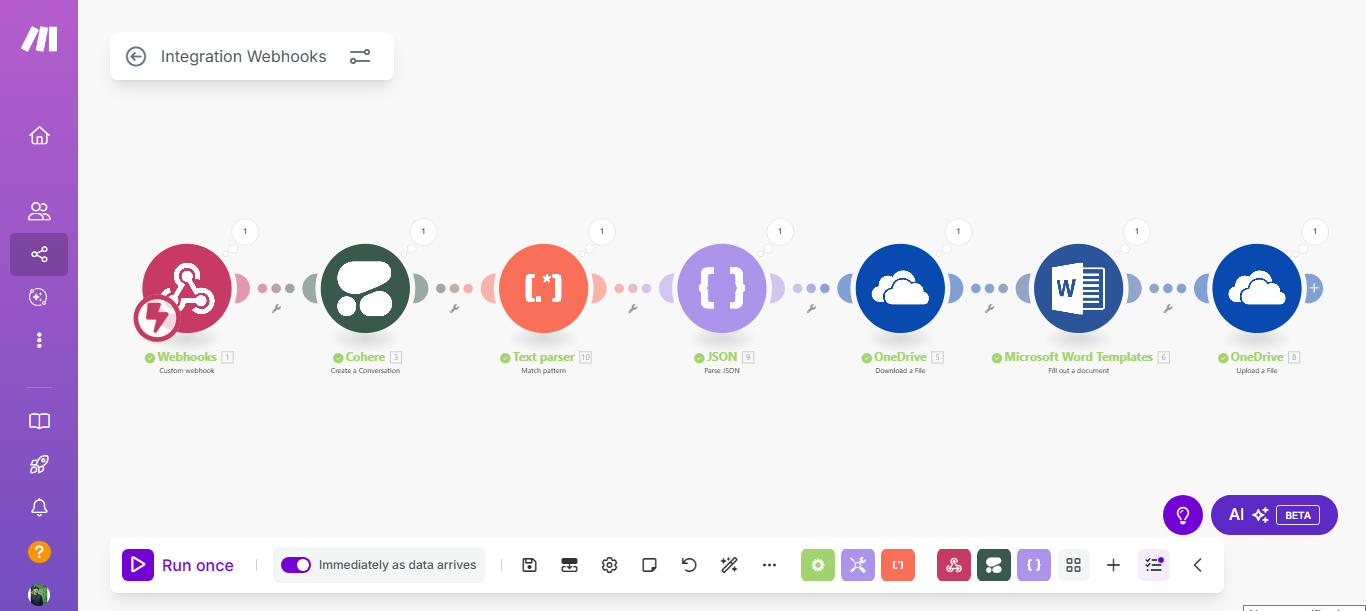 Integration Webhooks
1 1 1 1 1 1 1
[.*] { } W
Webhooks 1 Cohere 3 Text parser 10 JSON 9 OneDrive 5 Microsoft Word Templates 6 OneDrive 8
Custom webhook Create a Conversation Match pattern Parse JSON Download a File Fill out a document Upload a File
AI BETA
Run once Immediately as data arrives
?